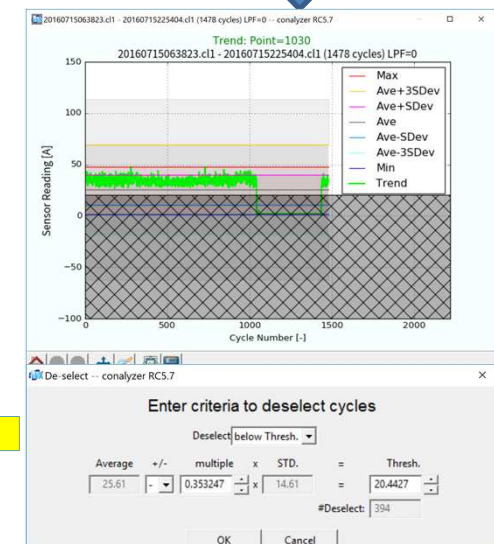 20160715063823.cl1 - 20160715225404.cl1 (1478 cycles) LPF=0 -- conalyzer RC5.7
Trend: Point=1030
20160715063823.cl1 - 20160715225404.cl1 (1478 cycles) LPF=0
150
100
50
0
−50
−100
Sensor Reading [A]
Max
Ave+3SDev
Ave+SDev
Ave
Ave-SDev
Ave-3SDev
Min
Trend
0 500 1000 1500 2000
Cycle Number [-]
De-select -- conalyzer RC5.7
Enter criteria to deselect cycles
Deselect below Thresh.
Average +/- multiple x STD. = Thresh.
25.61 - 0.353247 x 14.61 = 20.4427
#Deselect: 394
OK Cancel